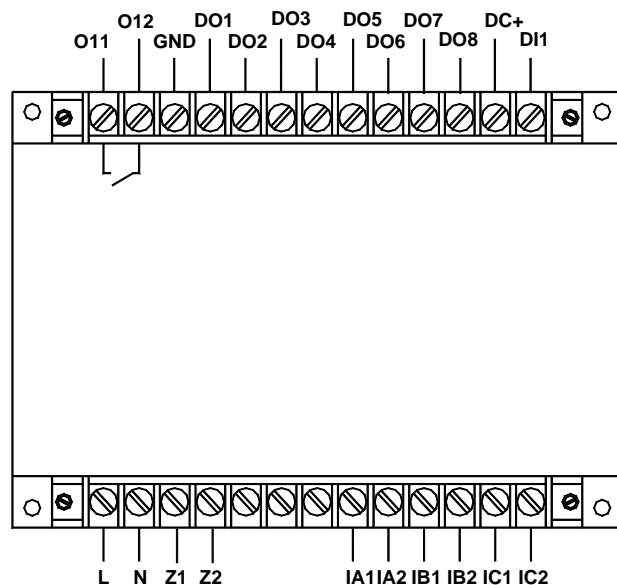 O12 DO1 DO3 DO5 DO7 DC+
O11 GND DO2 DO4 DO6 DO8 DI1
L N Z1 Z2 IA1 IA2 IB1 IB2 IC1 IC2